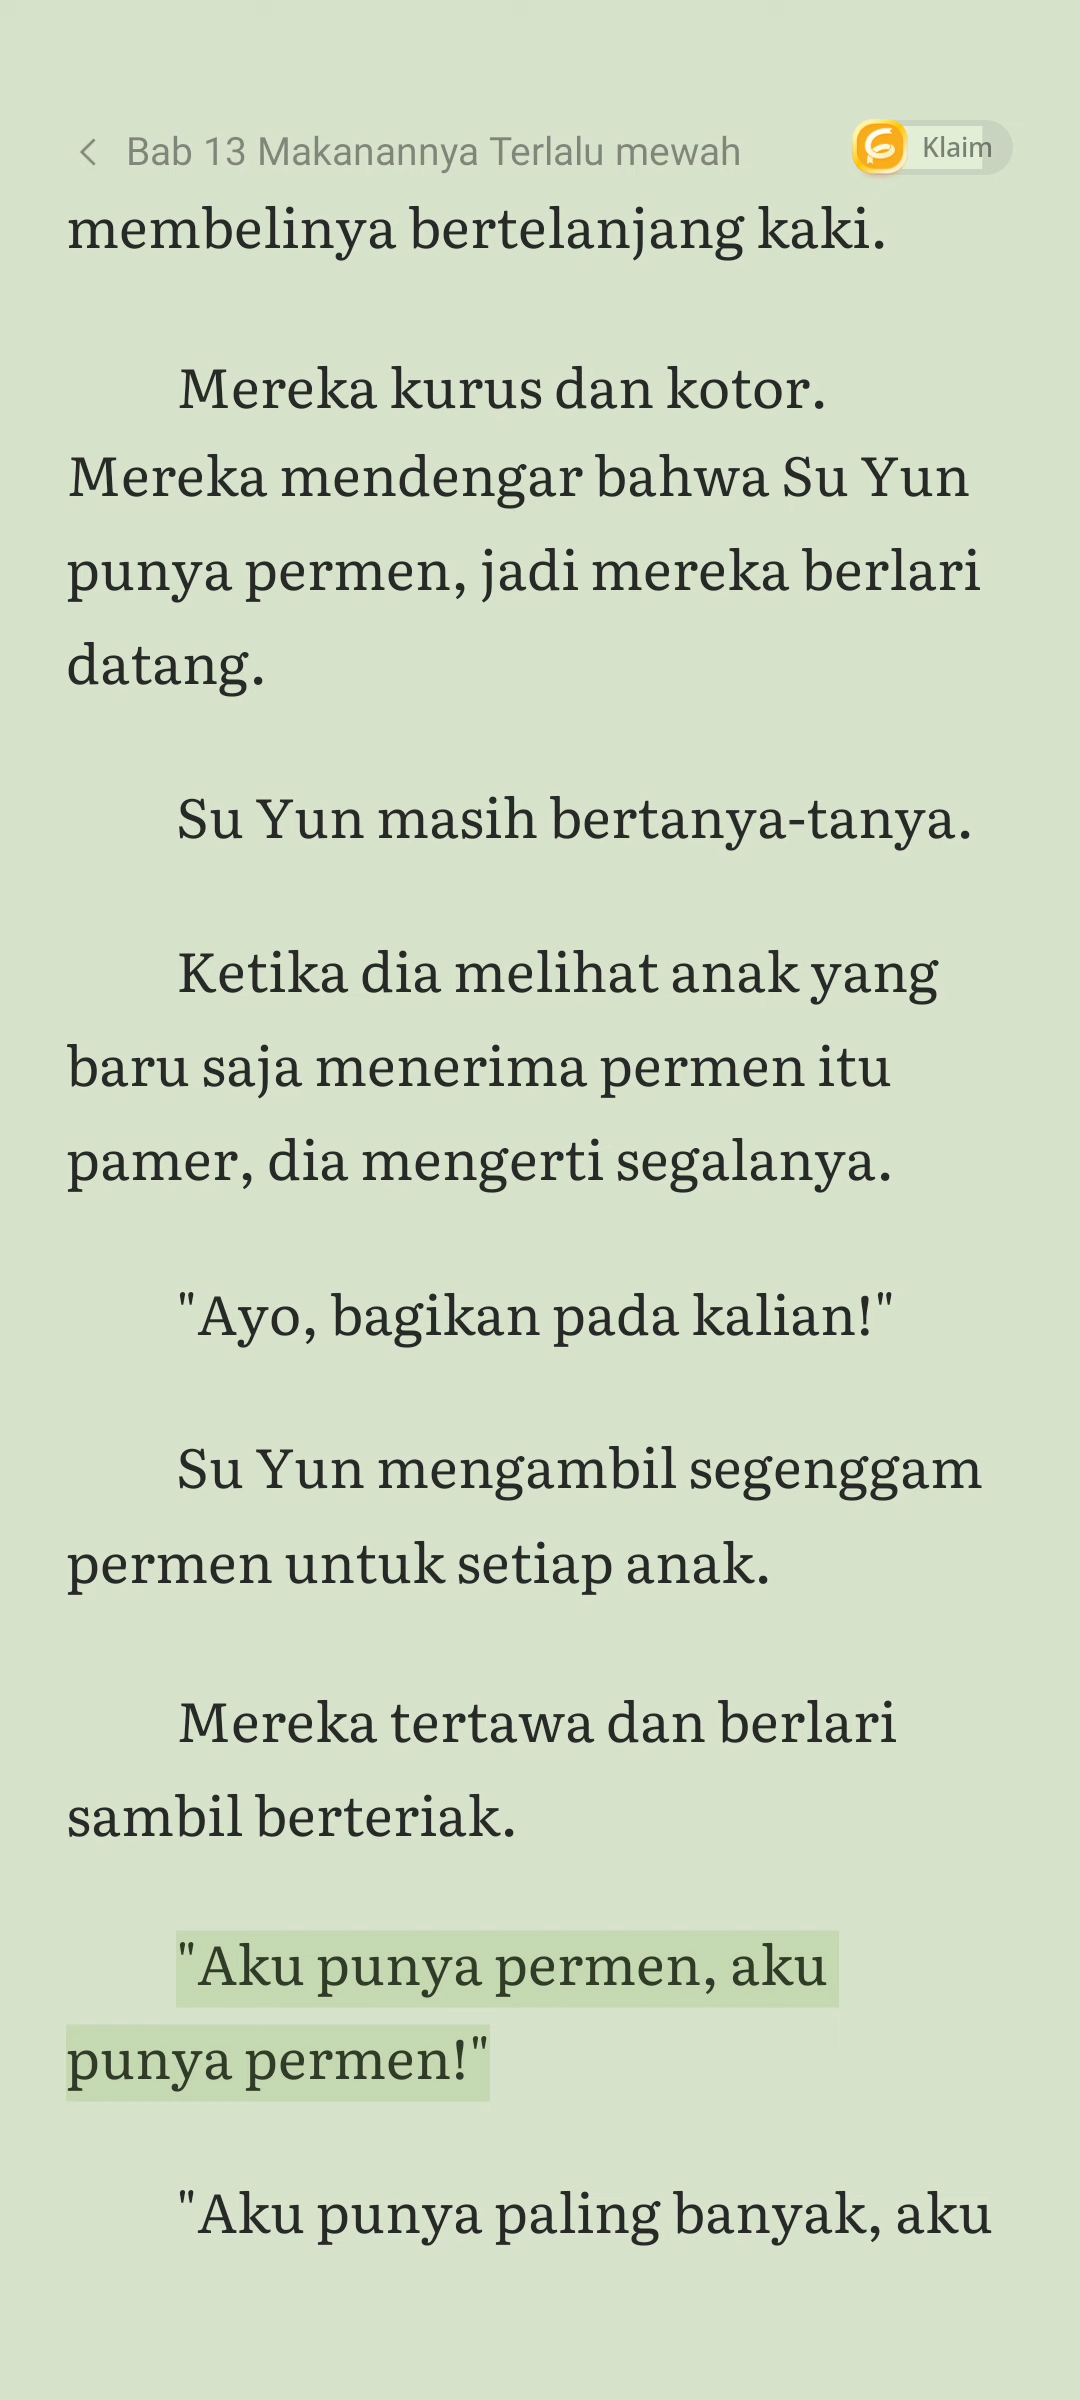 Bab 13 Makanannya Terlalu mewah
Klaim
membelinya bertelanjang kaki.
Mereka kurus dan kotor.
Mereka mendengar bahwa Su Yun
punya permen, jadi mereka berlari
datang.
Su Yun masih bertanya-tanya.
Ketika dia melihat anak yang
baru saja menerima permen itu
pamer, dia mengerti segalanya.
"Ayo, bagikan pada kalian!"
Su Yun mengambil segenggam
permen untuk setiap anak.
Mereka tertawa dan berlari
sambil berteriak.
"Aku punya permen, aku
punya permen!"
"Aku punya paling banyak, aku